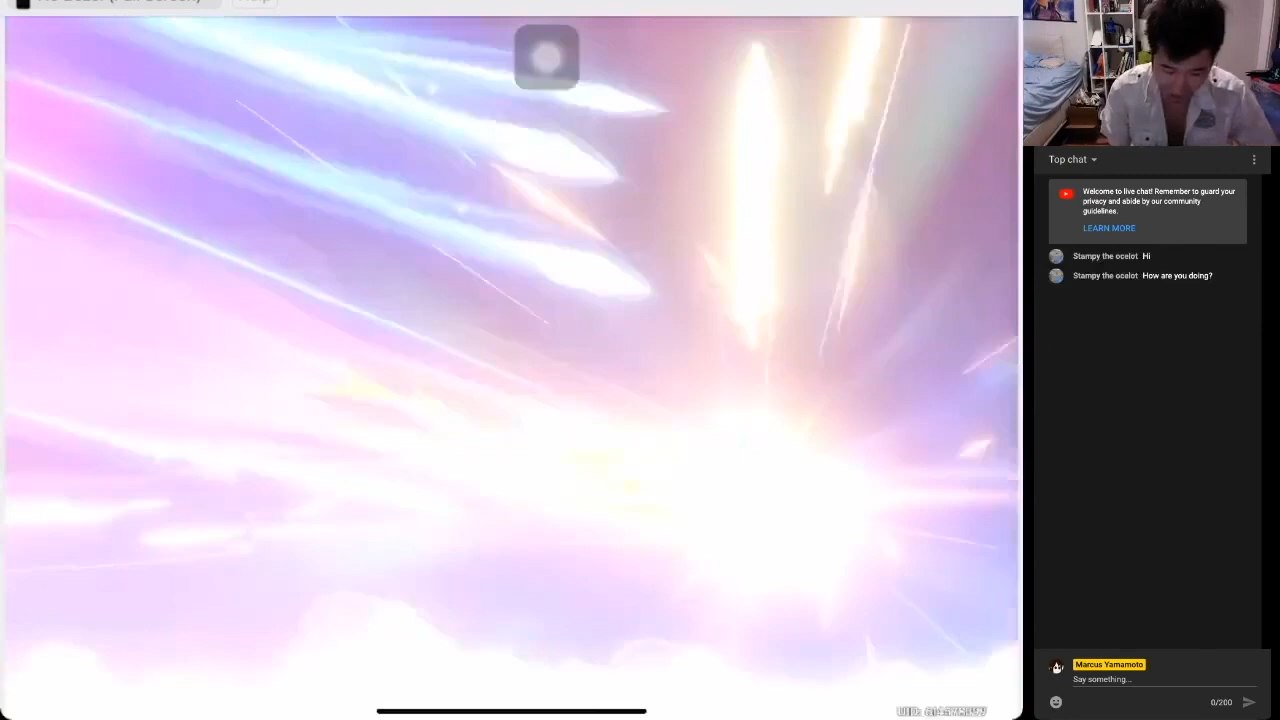 Top chat
Welcome to live chat! Remember to guard your
privacy and abide by our community
guidelines.
LEARN MORE
Stampy the ocelot Hi
Stampy the ocelot How are you doing?
Marcus Yamamoto
Say something...
0/200
UID: